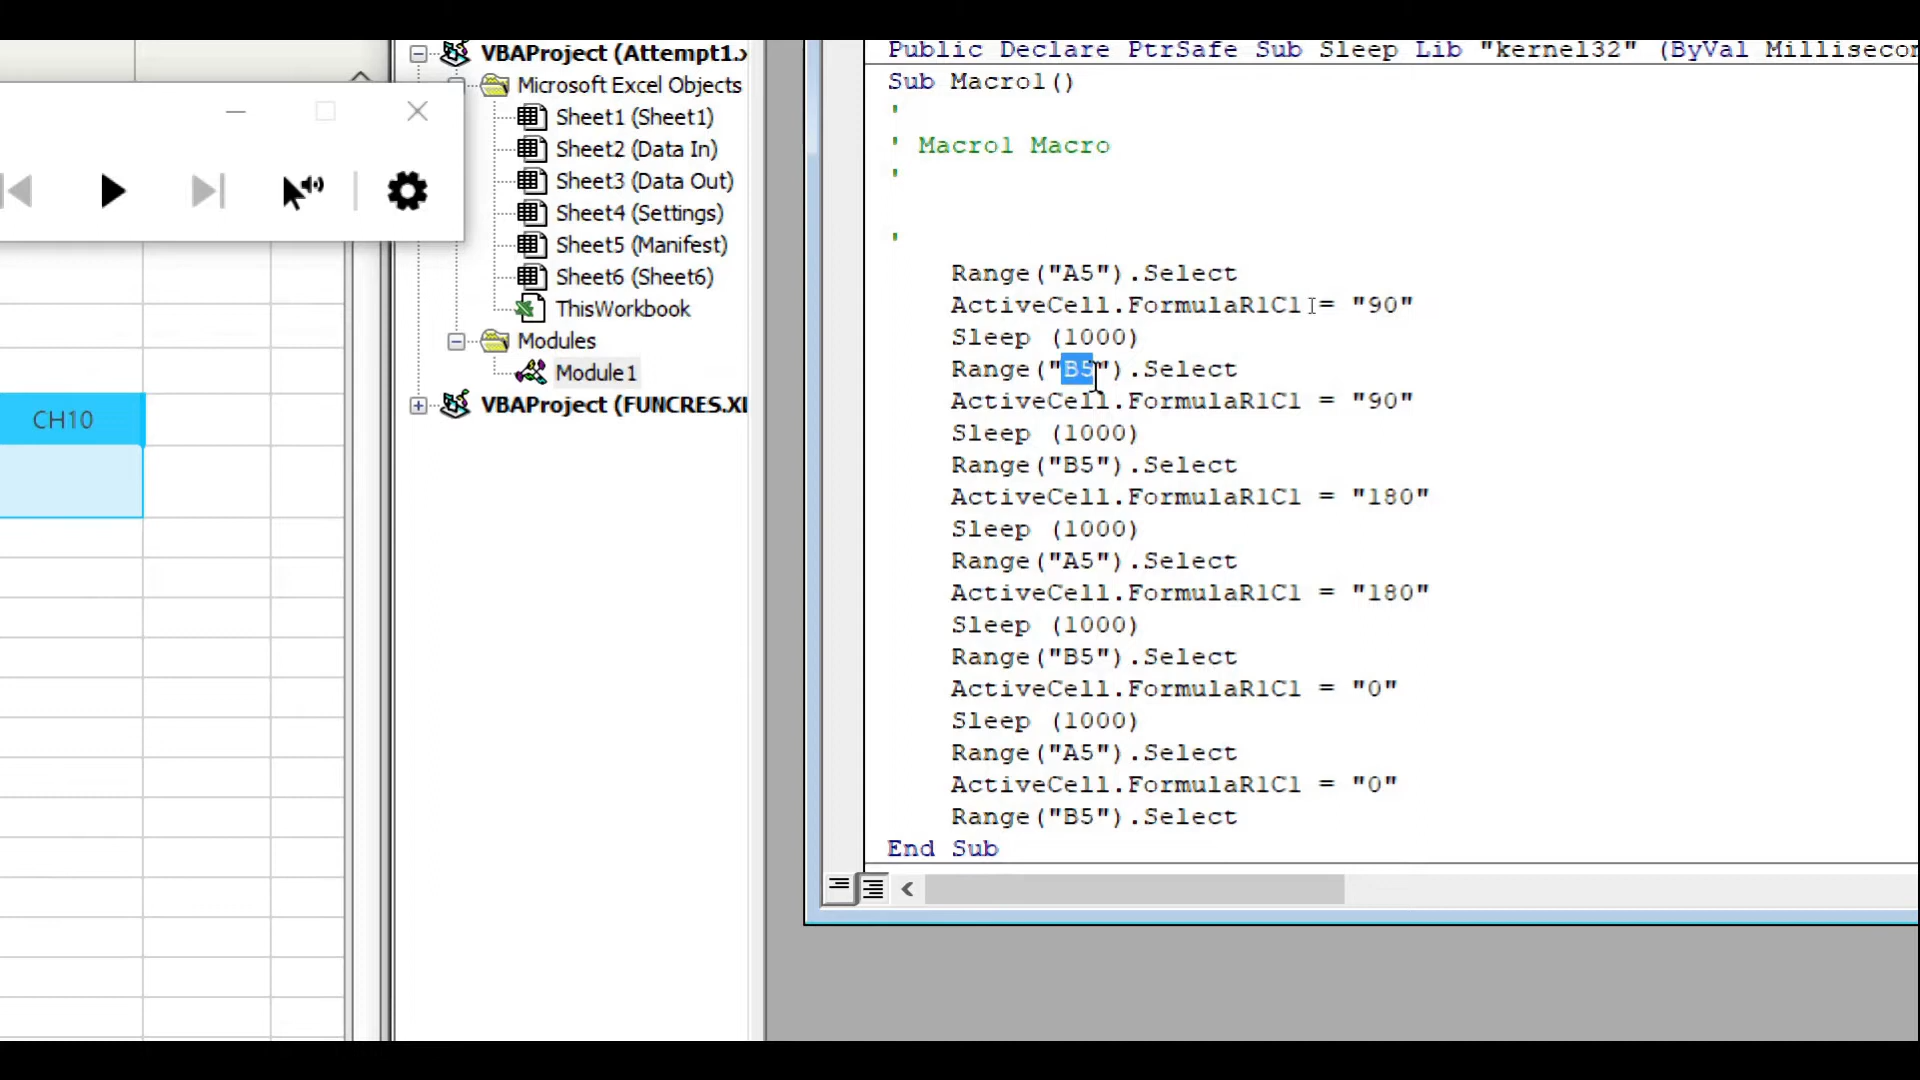 CH10
VBAProject (Attempt1.x
Microsoft Excel Objects
Sheet1 (Sheet1)
Sheet2 (Data In)
Sheet3 (Data Out)
Sheet4 (Settings)
Sheet5 (Manifest)
Sheet6 (Sheet6)
ThisWorkbook
Modules
Module1
VBAProject (FUNCRES.XL
Public Declare PtrSafe Sub Sleep Lib "kernel32" (ByVal Millisecon
Sub Macro1()
'
' Macro1 Macro
'
'
Range("A5").Select
ActiveCell.FormulaR1C1 = "90"
Sleep (1000)
Range("B5").Select
ActiveCell.FormulaR1C1 = "90"
Sleep (1000)
Range("B5").Select
ActiveCell.FormulaR1C1 = "180"
Sleep (1000)
Range("A5").Select
ActiveCell.FormulaR1C1 = "180"
Sleep (1000)
Range("B5").Select
ActiveCell.FormulaR1C1 = "0"
Sleep (1000)
Range("A5").Select
ActiveCell.FormulaR1C1 = "0"
Range("B5").Select
End Sub